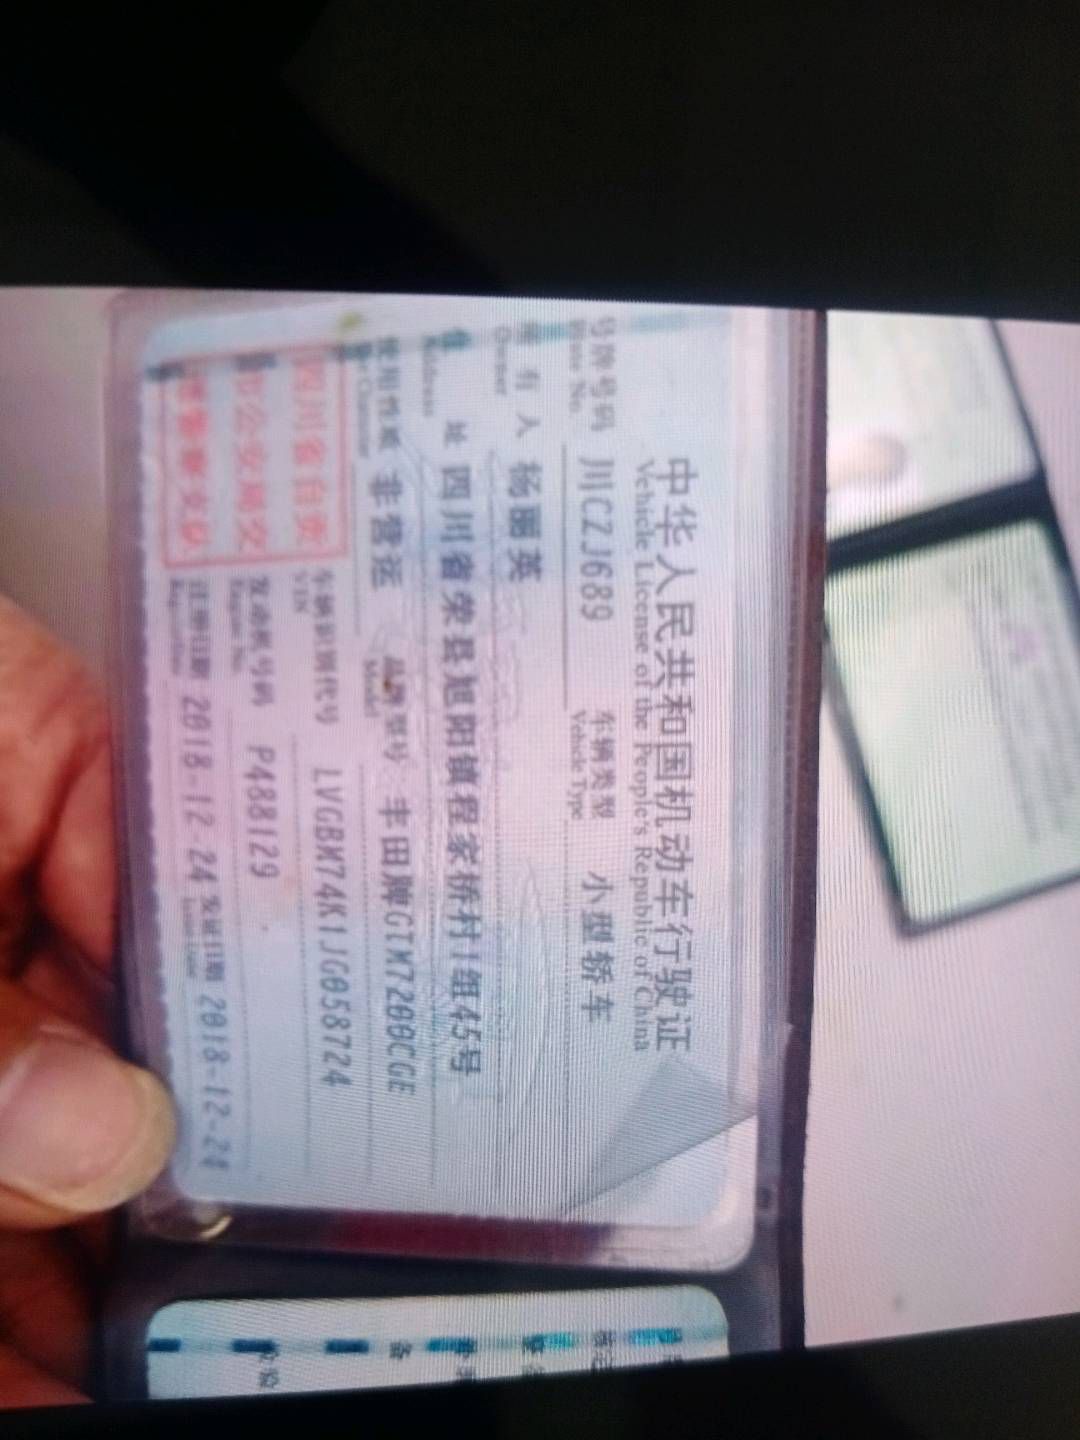 中华人民共和国机动车行驶证
Vehicle License of the People's Republic of China
号牌号码 川CZJ689 车辆类型 小型轿车
Plate No. Vehicle Type
所有人 杨丽英
Owner
住址 四川省荣县旭阳镇程家桥村1组45号
Address
使用性质 非营运 品牌型号 丰田牌GTM7200CGE
Use Character Model
四川省自贡
市公安局交
通警察支队
车辆识别代号 LVGBM74K1JG058724
VIN
发动机号码 P488129
Engine No.
注册日期 2018-12-24 发证日期 2018-12-24
Register Date Issue Date